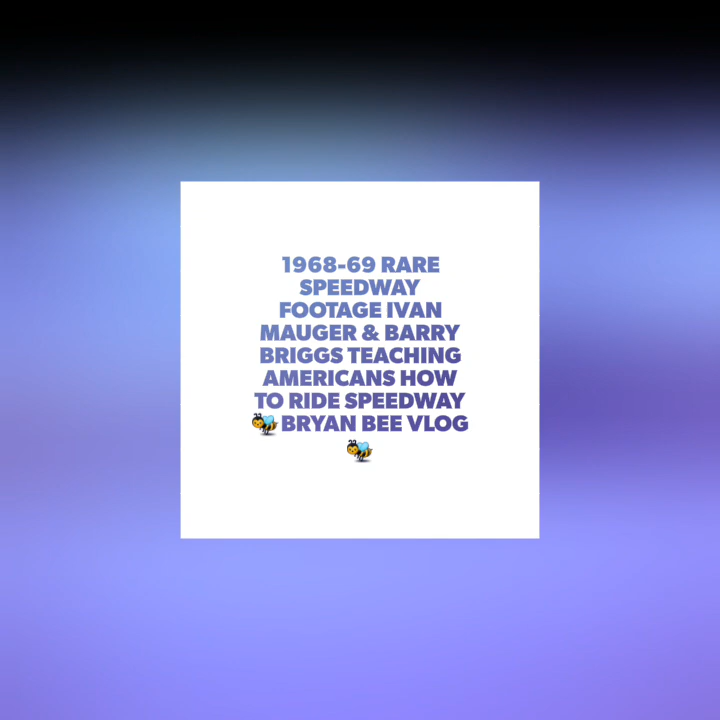 1968-69 RARE
SPEEDWAY
FOOTAGE IVAN
MAUGER & BARRY
BRIGGS TEACHING
AMERICANS HOW
TO RIDE SPEEDWAY
🐝 BRYAN BEE VLOG
🐝